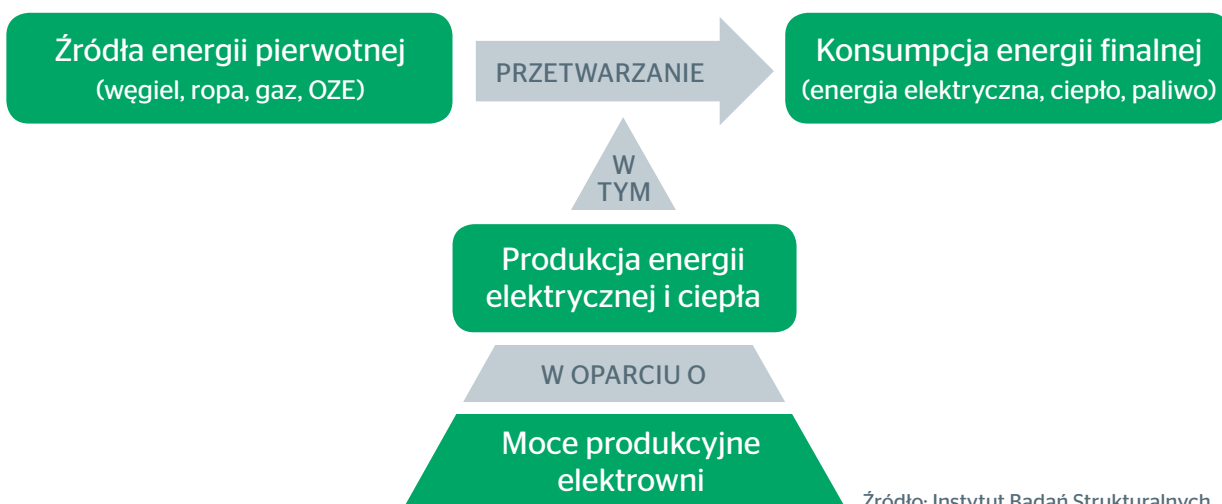 Źródła energii pierwotnej
(węgiel, ropa, gaz, OZE)
PRZETWARZANIE
Konsumpcja energii finalnej
(energia elektryczna, ciepło, paliwo)
W
TYM
Produkcja energii
elektrycznej i ciepła
W OPARCIU O
Moce produkcyjne
elektrowni
Źródło: Instytut Badań Strukturalnych